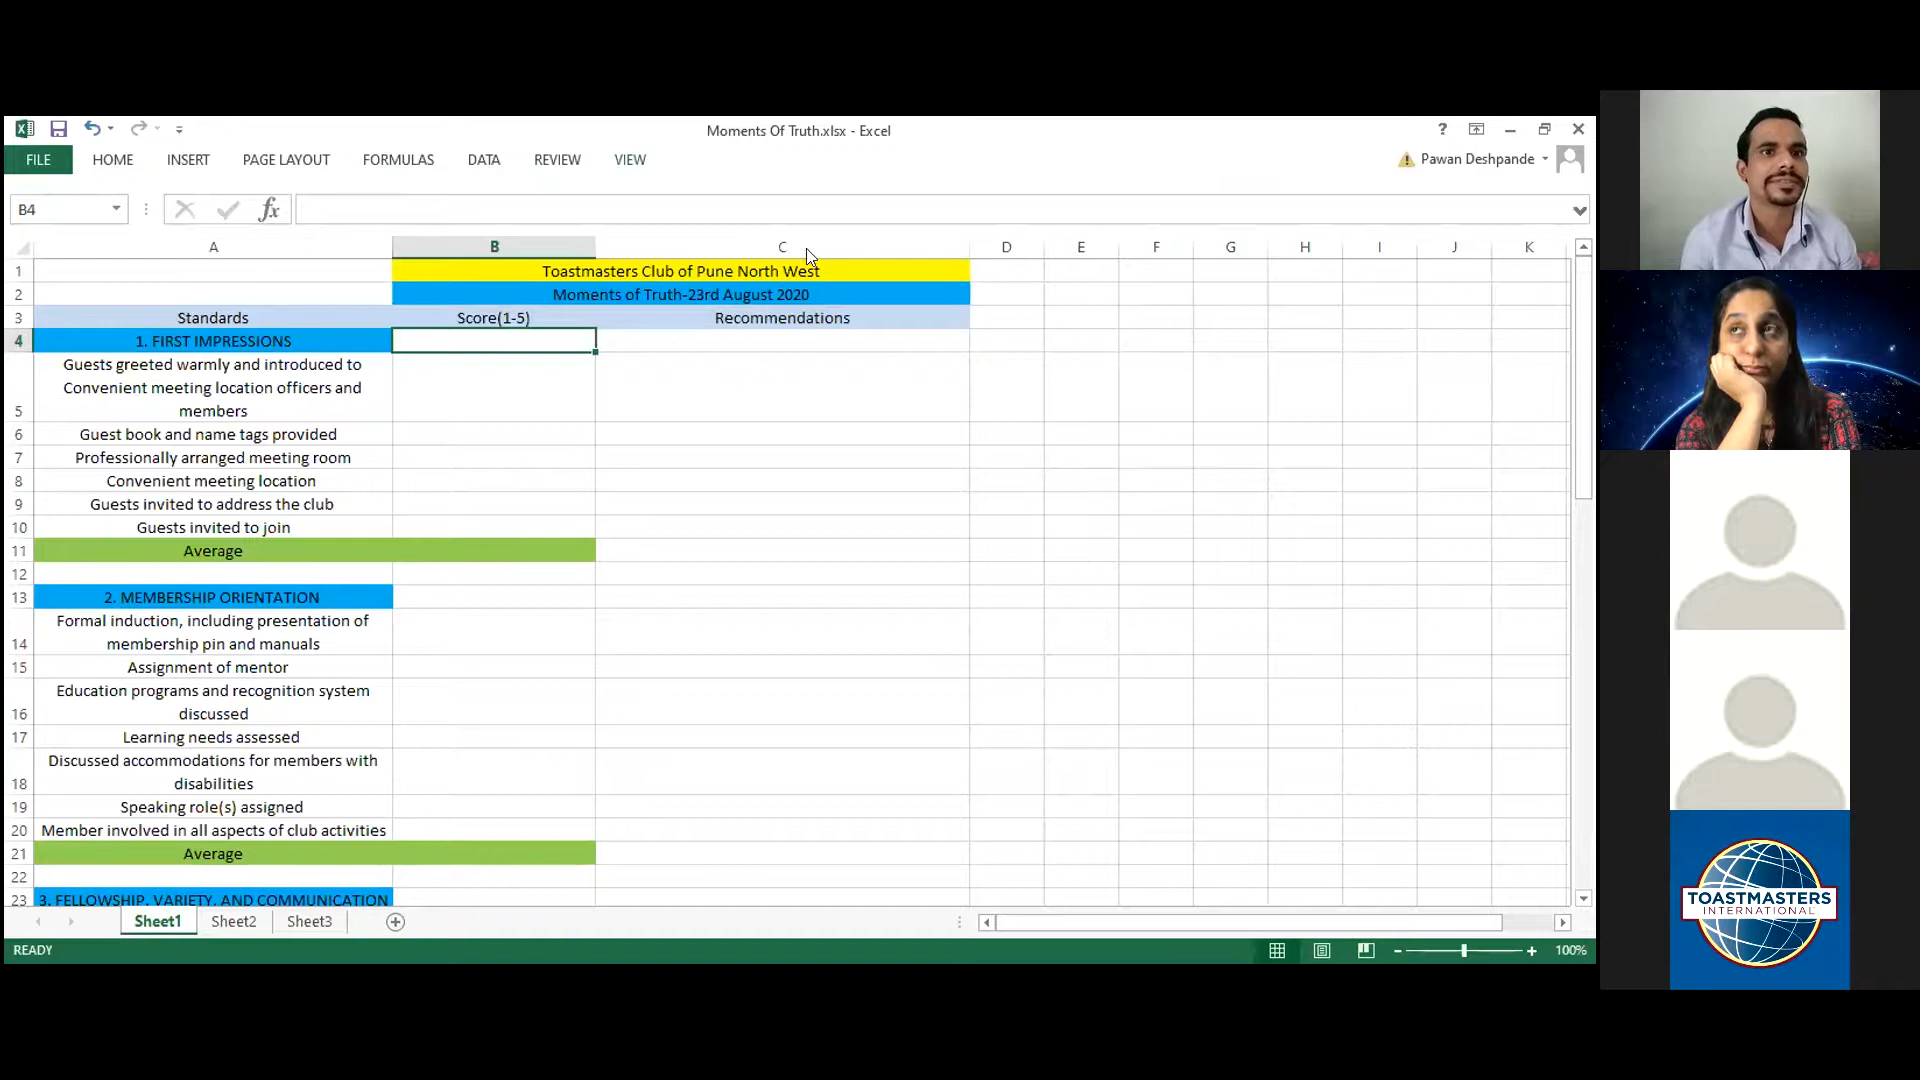 Moments Of Truth.xlsx - Excel
?
FILE HOME INSERT PAGE LAYOUT FORMULAS DATA REVIEW VIEW
Pawan Deshpande
B4
fx
A B C D E F G H I J K
1 Toastmasters Club of Pune North West
2 Moments of Truth-23rd August 2020
3 Standards Score(1-5) Recommendations
4 1. FIRST IMPRESSIONS
Guests greeted warmly and introduced to
Convenient meeting location officers and
5 members
6 Guest book and name tags provided
7 Professionally arranged meeting room
8 Convenient meeting location
9 Guests invited to address the club
10 Guests invited to join
11 Average
12
13 2. MEMBERSHIP ORIENTATION
Formal induction, including presentation of
14 membership pin and manuals
15 Assignment of mentor
Education programs and recognition system
16 discussed
17 Learning needs assessed
Discussed accommodations for members with
18 disabilities
19 Speaking role(s) assigned
20 Member involved in all aspects of club activities
21 Average
22
23 3. FELLOWSHIP, VARIETY, AND COMMUNICATION
Sheet1 Sheet2 Sheet3
READY
100%
TOASTMASTERS
INTERNATIONAL